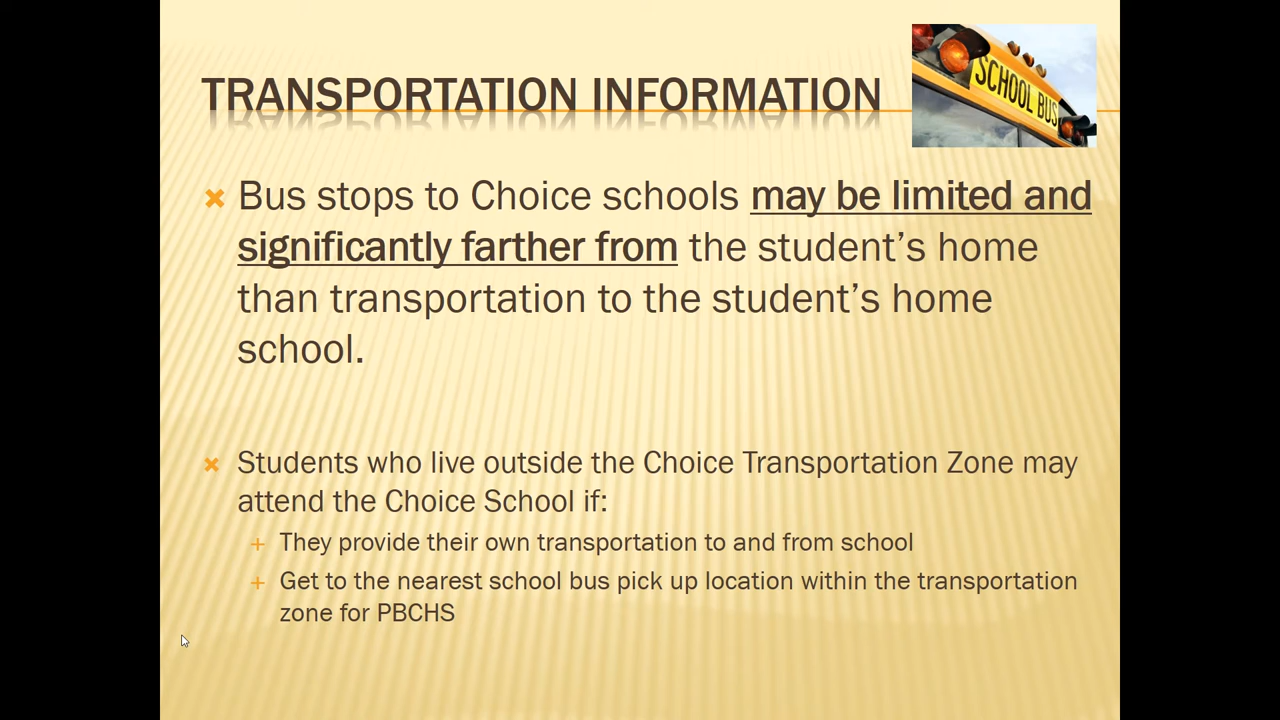 TRANSPORTATION INFORMATION
SCHOOL BUS
Bus stops to Choice schools may be limited and
significantly farther from the student’s home
than transportation to the student’s home
school.
Students who live outside the Choice Transportation Zone may
attend the Choice School if:
They provide their own transportation to and from school
Get to the nearest school bus pick up location within the transportation
zone for PBCHS